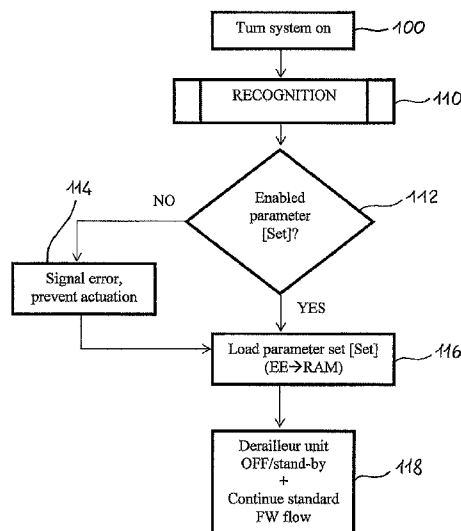 Turn system on
100
RECOGNITION
110
114
NO
Enabled
parameter
[Set]?
112
Signal error,
prevent actuation
YES
Load parameter set [Set]
(EE→RAM)
116
Derailleur unit
OFF/stand-by
+
Continue standard
FW flow
118